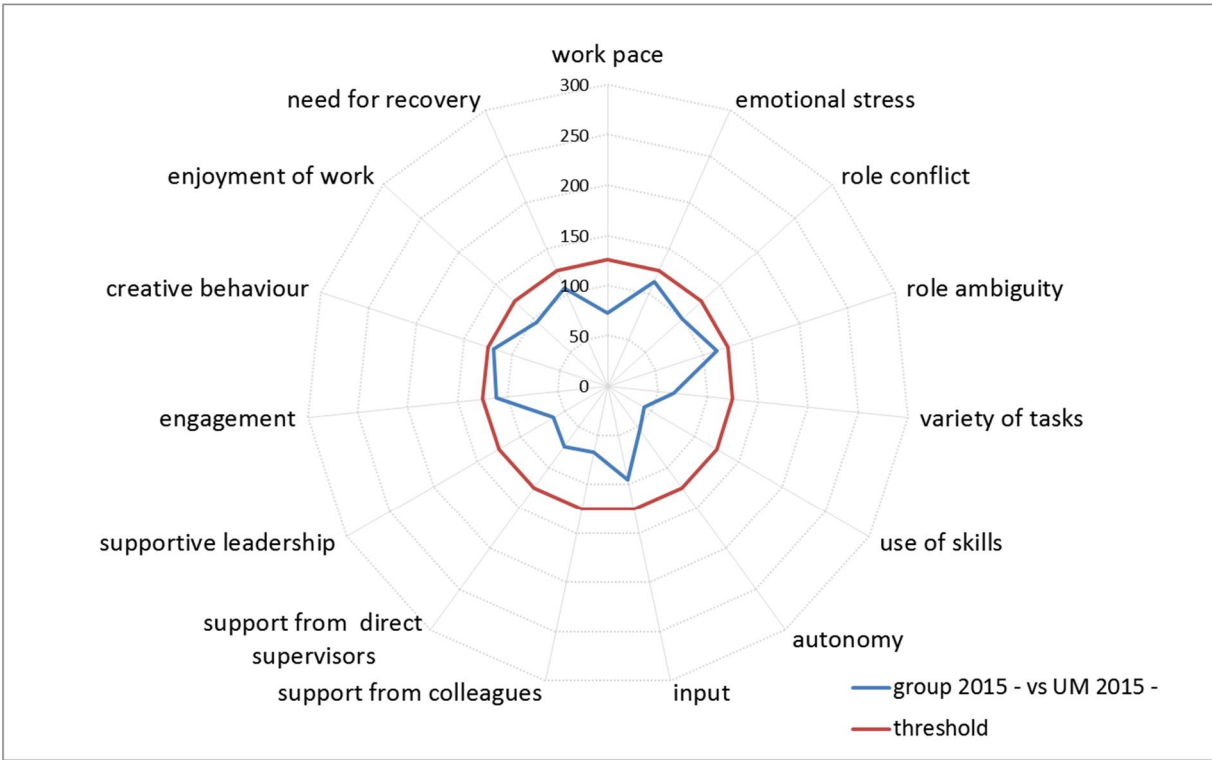 work pace
need for recovery
emotional stress
enjoyment of work
role conflict
creative behaviour
role ambiguity
engagement
variety of tasks
supportive leadership
use of skills
support from direct
supervisors
autonomy
support from colleagues
input
300
250
200
150
100
50
0
group 2015 - vs UM 2015 -
threshold